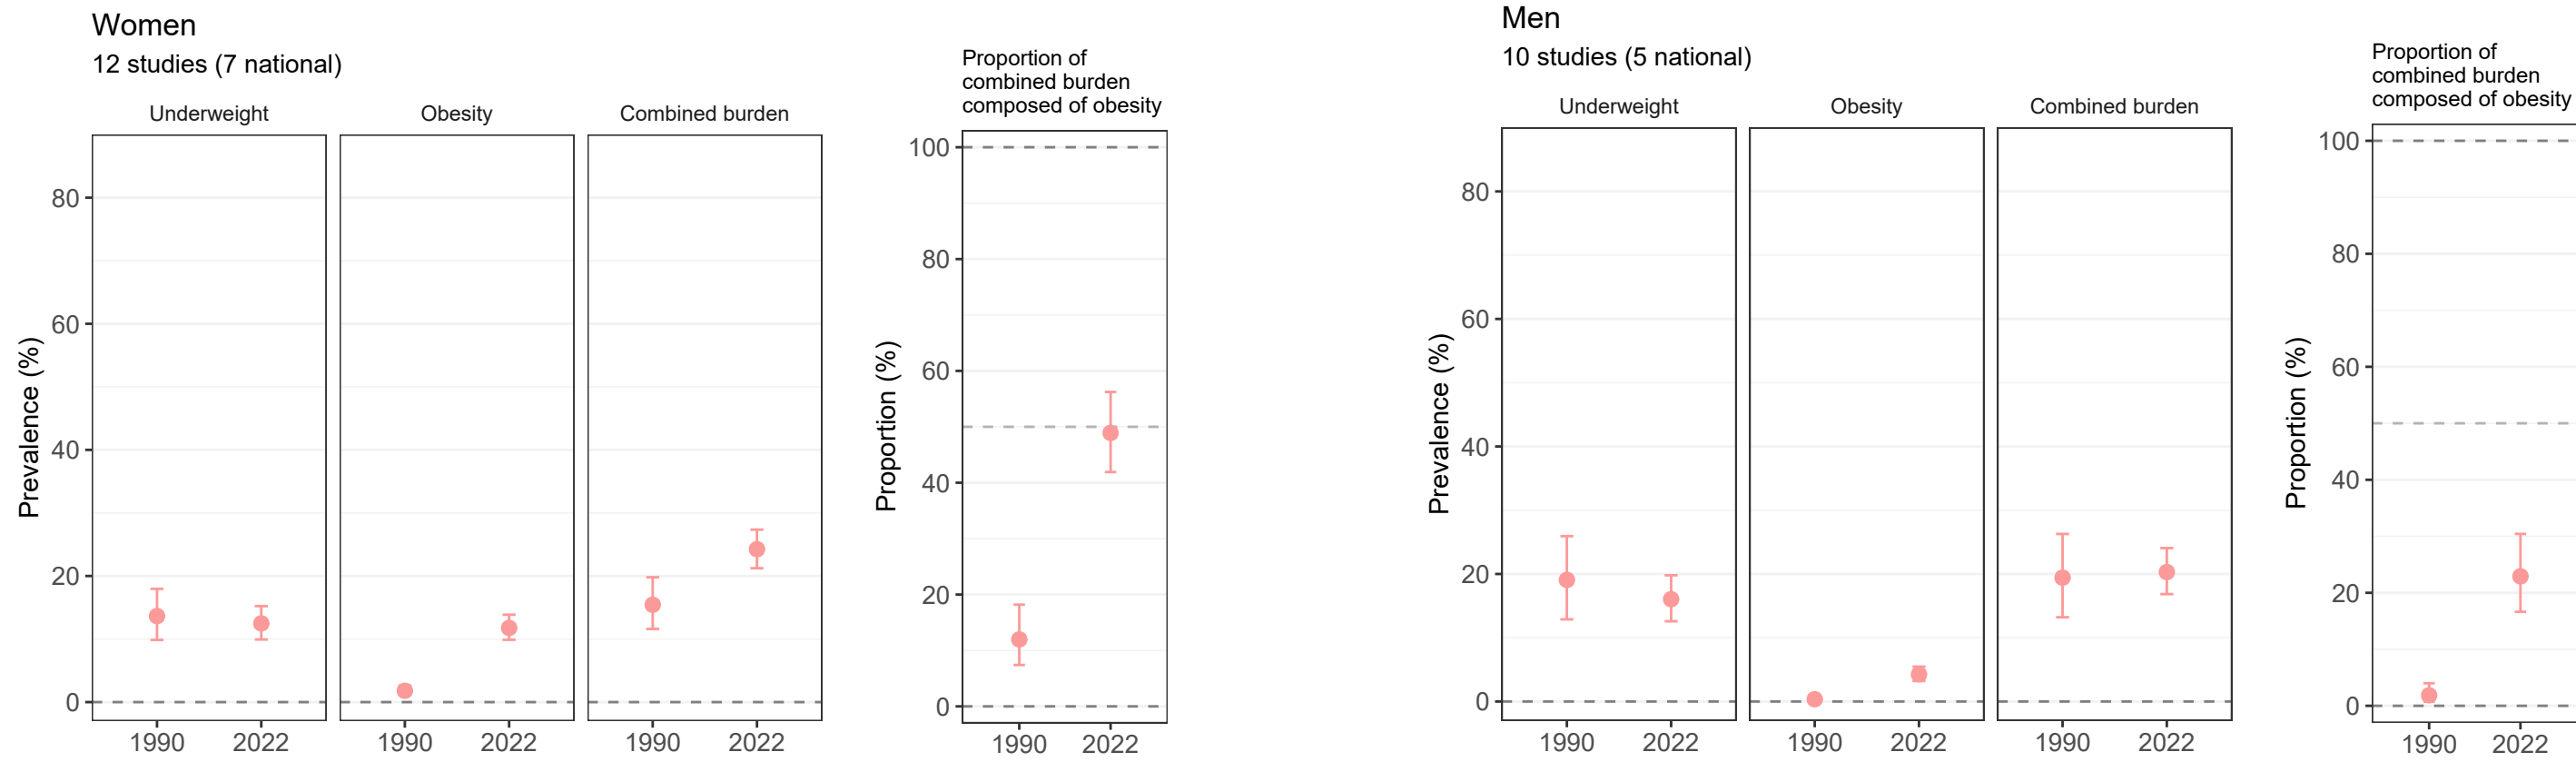 Women
12 studies (7 national)
Underweight
Obesity
Combined burden
Prevalence (%)
80
60
40
20
0
1990 2022
1990 2022
1990 2022
Proportion of
combined burden
composed of obesity
Proportion (%)
100
80
60
40
20
0
1990 2022
Men
10 studies (5 national)
Underweight
Obesity
Combined burden
Prevalence (%)
80
60
40
20
0
1990 2022
1990 2022
1990 2022
Proportion of
combined burden
composed of obesity
Proportion (%)
100
80
60
40
20
0
1990 2022